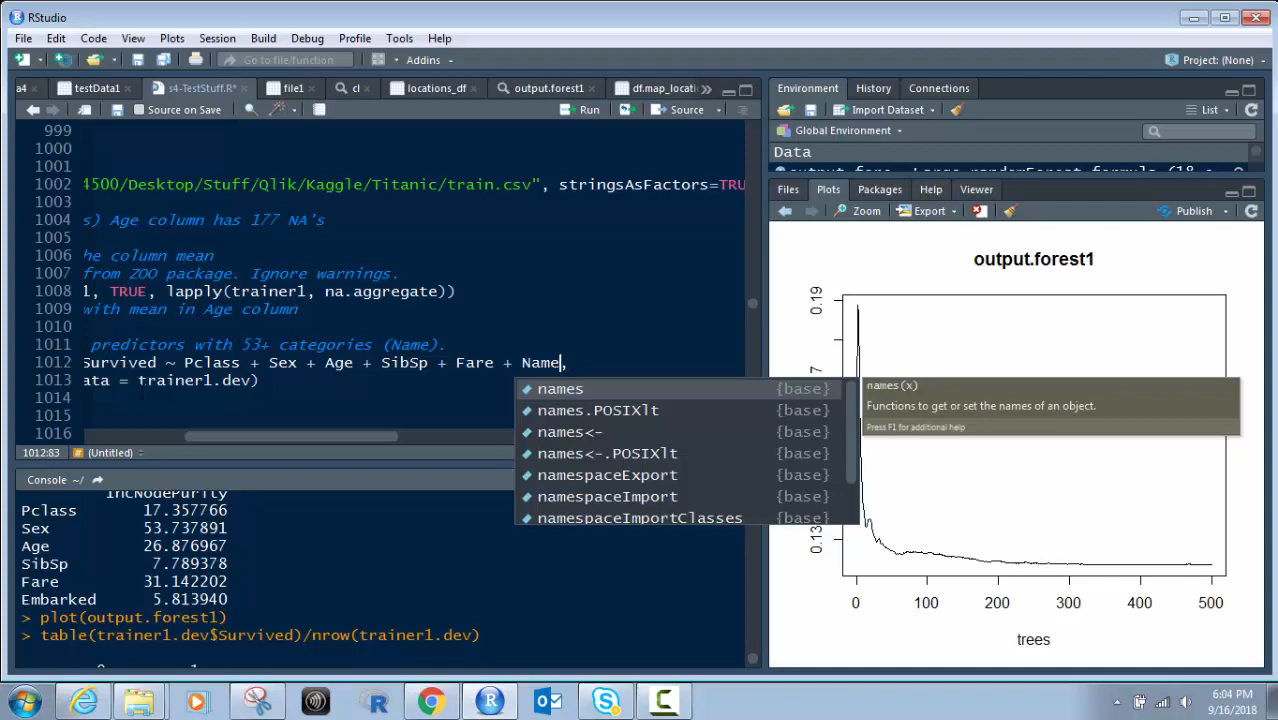 RStudio
File Edit Code View Plots Session Build Debug Profile Tools Help
Go to file/function Addins Project: (None)
a4 testData1 s4-TestStuff.R* file1 cl locations_df output.forest1 df.map_locati
Source on Save Run Source
999
1000
1001
1002 4500/Desktop/Stuff/Qlik/Kaggle/Titanic/train.csv", stringsAsFactors=TRU
1003
1004 s) Age column has 177 NA's
1005
1006 he column mean
1007 from ZOO package. Ignore warnings.
1008 1, TRUE, lapply(trainer1, na.aggregate))
1009 with mean in Age column
1010
1011 predictors with 53+ categories (Name).
1012 Survived ~ Pclass + Sex + Age + SibSp + Fare + Name,
1013 ata = trainer1.dev)
1014
1015
1016
names {base}
names.POSIXlt {base}
names<- {base}
names<-.POSIXlt {base}
namespaceExport {base}
namespaceImport {base}
namespaceImportClasses {base}
names(x)
Functions to get or set the names of an object.
Press F1 for additional help
1012:83 (Untitled)
Console ~/
IncNodePurity
Pclass 17.357766
Sex 53.737891
Age 26.876967
SibSp 7.789378
Fare 31.142202
Embarked 5.813940
> plot(output.forest1)
> table(trainer1.dev$Survived)/nrow(trainer1.dev)
Environment History Connections
Import Dataset List
Global Environment
Data
Files Plots Packages Help Viewer
Zoom Export Publish
output.forest1
0.19
7
0.13
0 100 200 300 400 500
trees
6:04 PM
9/16/2018